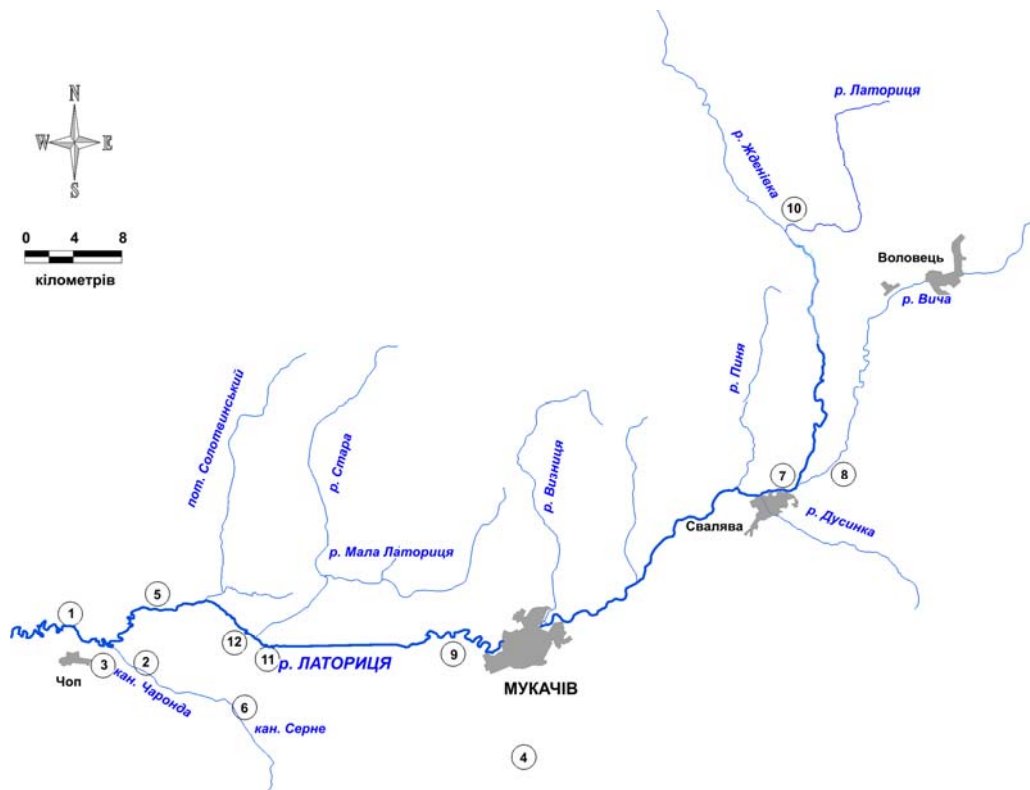 р. Латориця
N
W E
S
р. Жденівка
10
0 4 8
кілометрів
Воловець
р. Вича
р. Пиня
пот. Солотвинський
р. Стара
р. Визниця
7
8
р. Дусинка
Свалява
р. Мала Латориця
5
1
12
11
9
р. ЛАТОРИЦЯ
3
2
Чоп
кан. Чаронда
МУКАЧІВ
6
кан. Серне
4